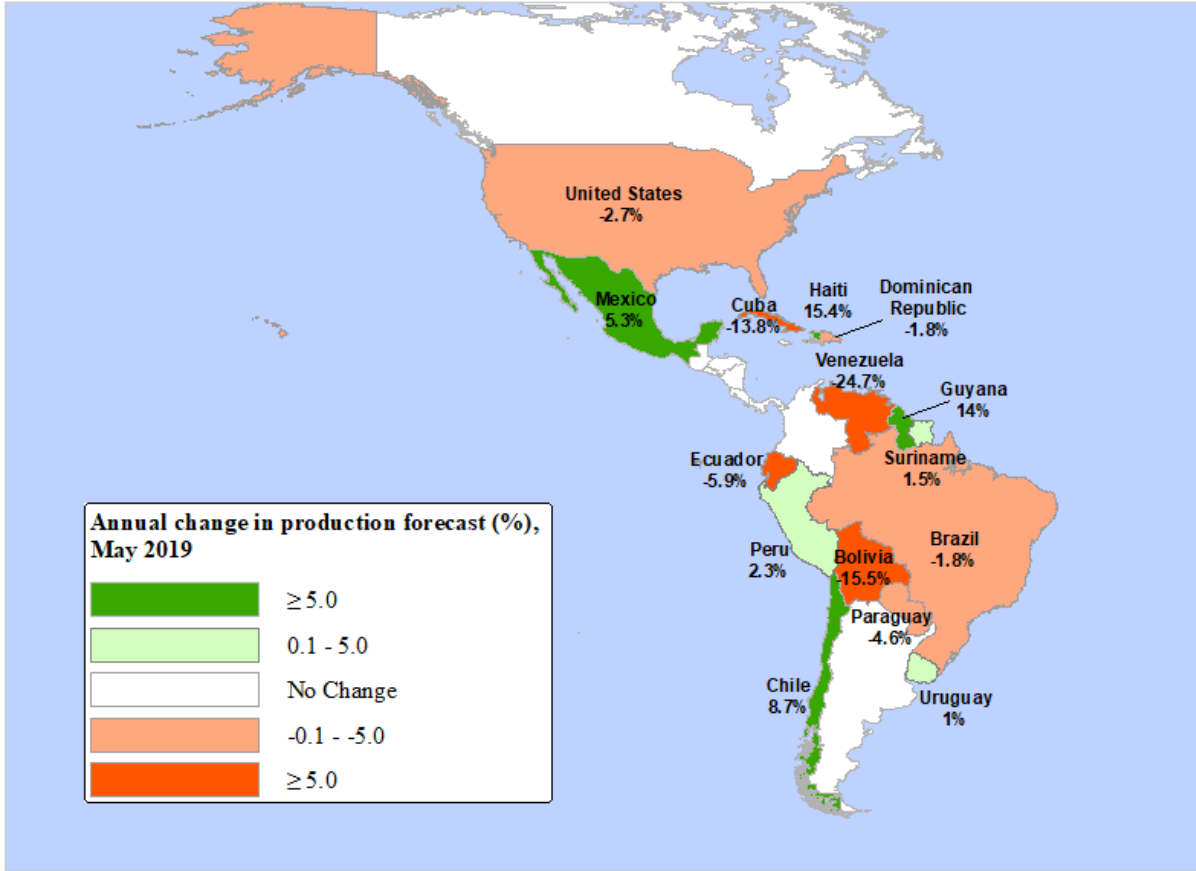 United States
-2.7%
Mexico
5.3%
Cuba
-13.8%
Haiti
15.4%
Dominican
Republic
-1.8%
Venezuela
-24.7%
Guyana
14%
Suriname
1.5%
Ecuador
-5.9%
Peru
2.3%
Bolivia
-15.5%
Brazil
-1.8%
Paraguay
-4.6%
Chile
8.7%
Uruguay
1%
Annual change in production forecast (%),
May 2019
≥ 5.0
0.1 - 5.0
No Change
-0.1 - -5.0
≥ 5.0